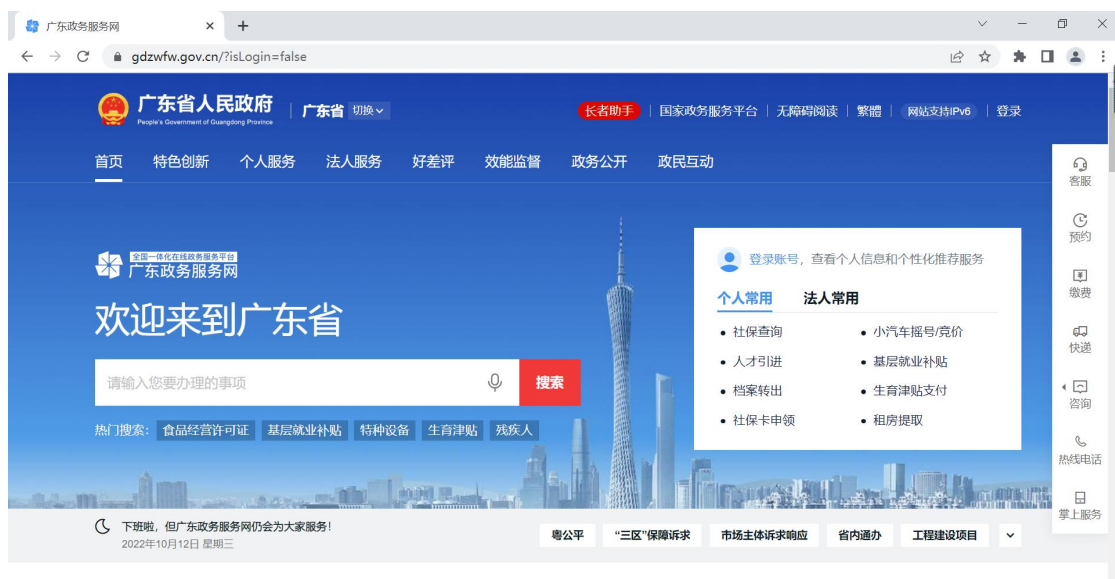 广东政务服务网
gdzwfw.gov.cn/?isLogin=false
广东省人民政府
People's Government of Guangdong Province
广东省 切换
长者助手 国家政务服务平台 无障碍阅读 繁體 网站支持IPv6 登录
首页 特色创新 个人服务 法人服务 好差评 效能监督 政务公开 政民互动
全国一体化在线政务服务平台
广东政务服务网
欢迎来到广东省
请输入您要办理的事项 搜索
热门搜索: 食品经营许可证 基层就业补贴 特种设备 生育津贴 残疾人
登录账号，查看个人信息和个性化推荐服务
个人常用 法人常用
社保查询 小汽车摇号/竞价
人才引进 基层就业补贴
档案转出 生育津贴支付
社保卡申领 租房提取
客服
预约
缴费
快递
咨询
热线电话
掌上服务
下班啦，但广东政务服务网仍会为大家服务！
2022年10月12日 星期三
粤公平 “三区”保障诉求 市场主体诉求响应 省内通办 工程建设项目